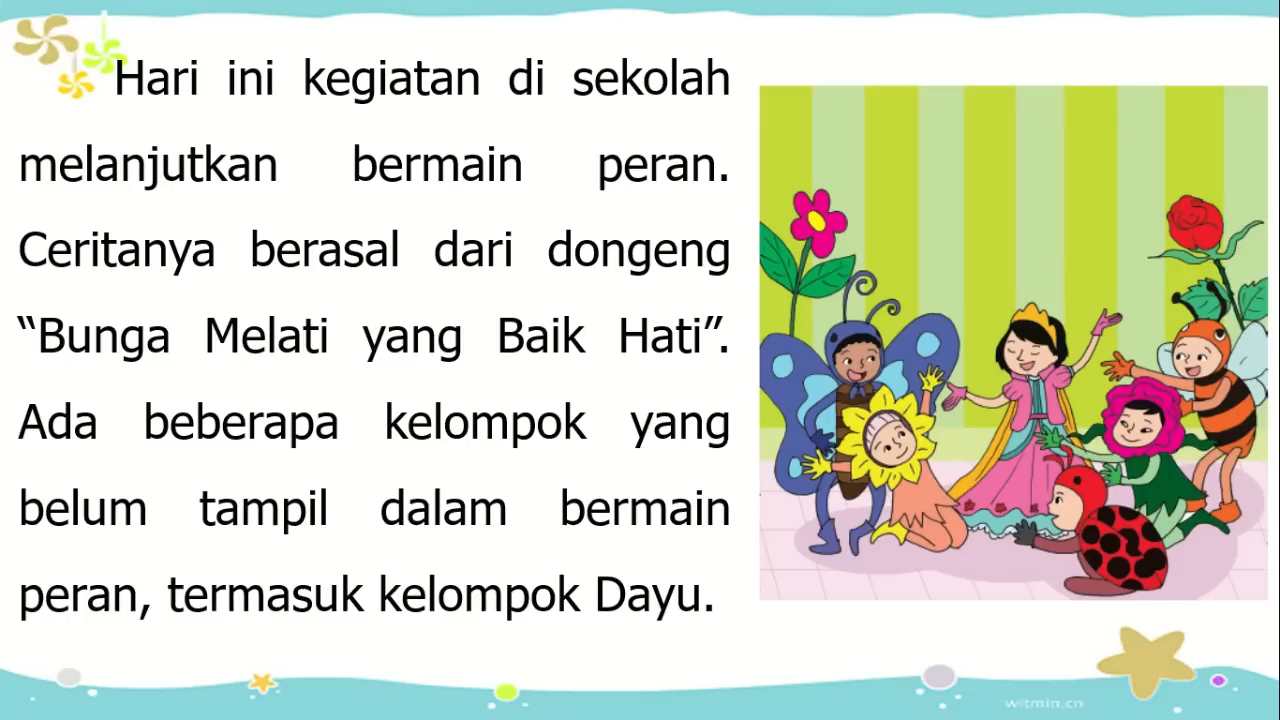 Hari ini kegiatan di sekolah
melanjutkan bermain peran.
Ceritanya berasal dari dongeng
“Bunga Melati yang Baik Hati”.
Ada beberapa kelompok yang
belum tampil dalam bermain
peran, termasuk kelompok Dayu.
witmin.cn